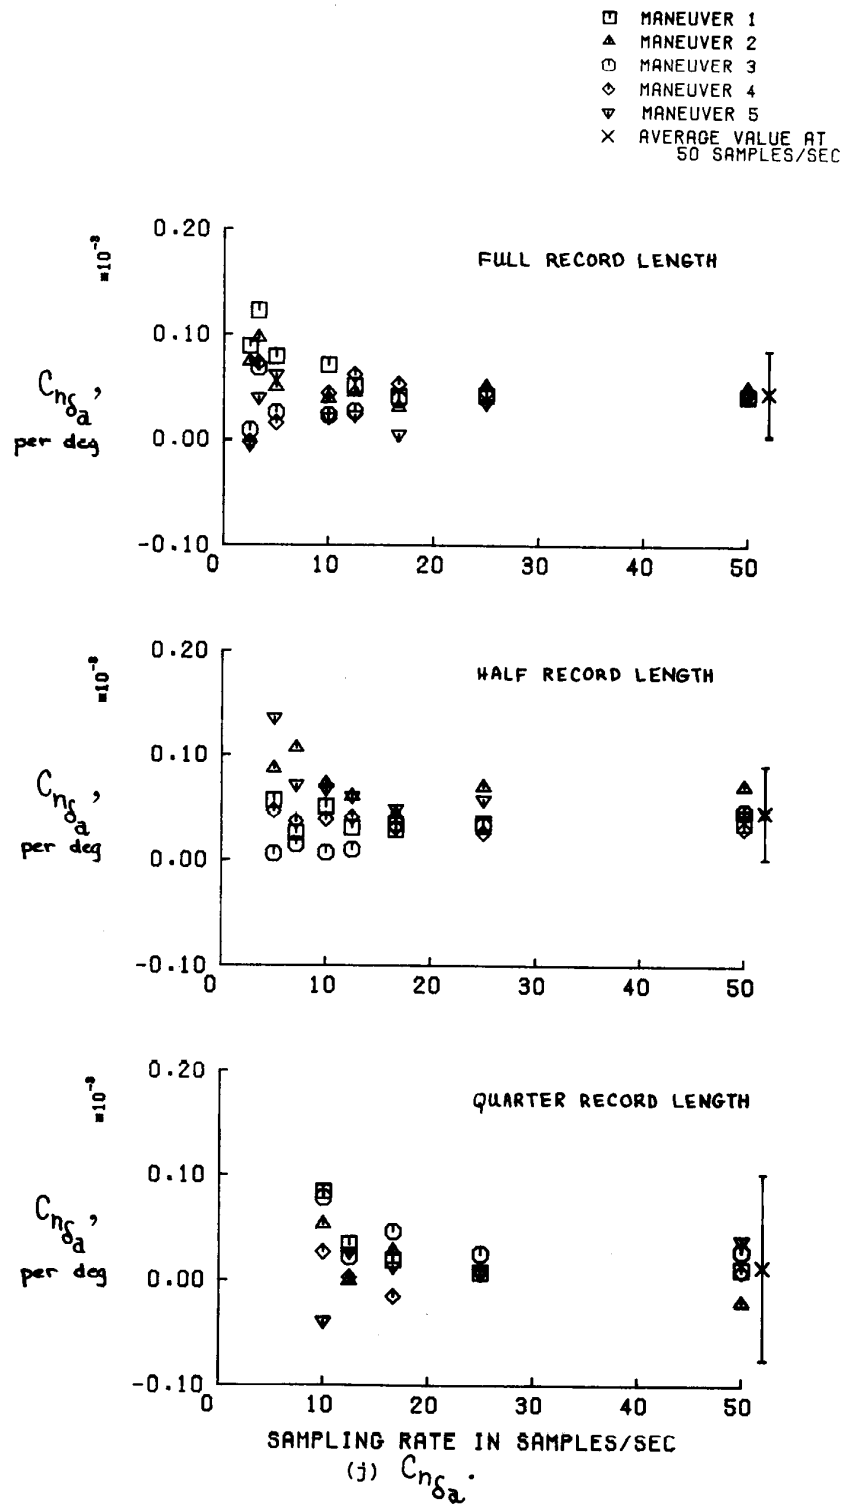 MANEUVER 1
MANEUVER 2
MANEUVER 3
MANEUVER 4
MANEUVER 5
AVERAGE VALUE AT
50 SAMPLES/SEC
FULL RECORD LENGTH
0.20
0.10
0.00
-0.10
Cnδa,
per deg
0 10 20 30 40 50
HALF RECORD LENGTH
0.20
0.10
0.00
-0.10
Cnδa,
per deg
0 10 20 30 40 50
QUARTER RECORD LENGTH
0.20
0.10
0.00
-0.10
Cnδa,
per deg
0 10 20 30 40 50
SAMPLING RATE IN SAMPLES/SEC
(j) Cnδa.